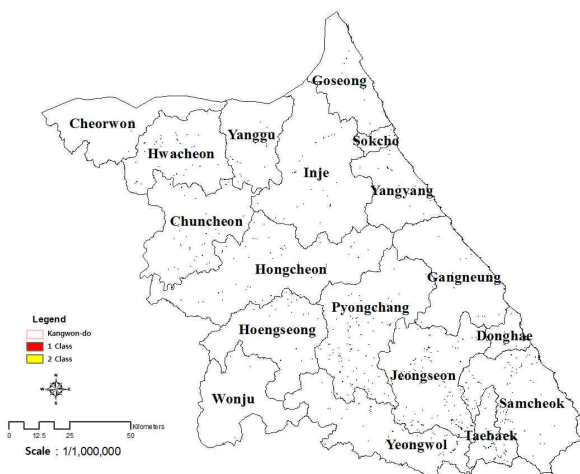 Goseong
Cheorwon
Yanggu
Sokcho
Hwacheon
Inje
Yangyang
Chuncheon
Hongcheon
Gangneung
Pyongchang
Legend
Kangwon-do
1 Class
2 Class
Hoengseong
Donghae
Jeongseon
Wonju
Samcheok
Taebaek
Yeongwol
N
W E
S
Kilometers
0 12.5 25 50
Scale : 1/1,000,000